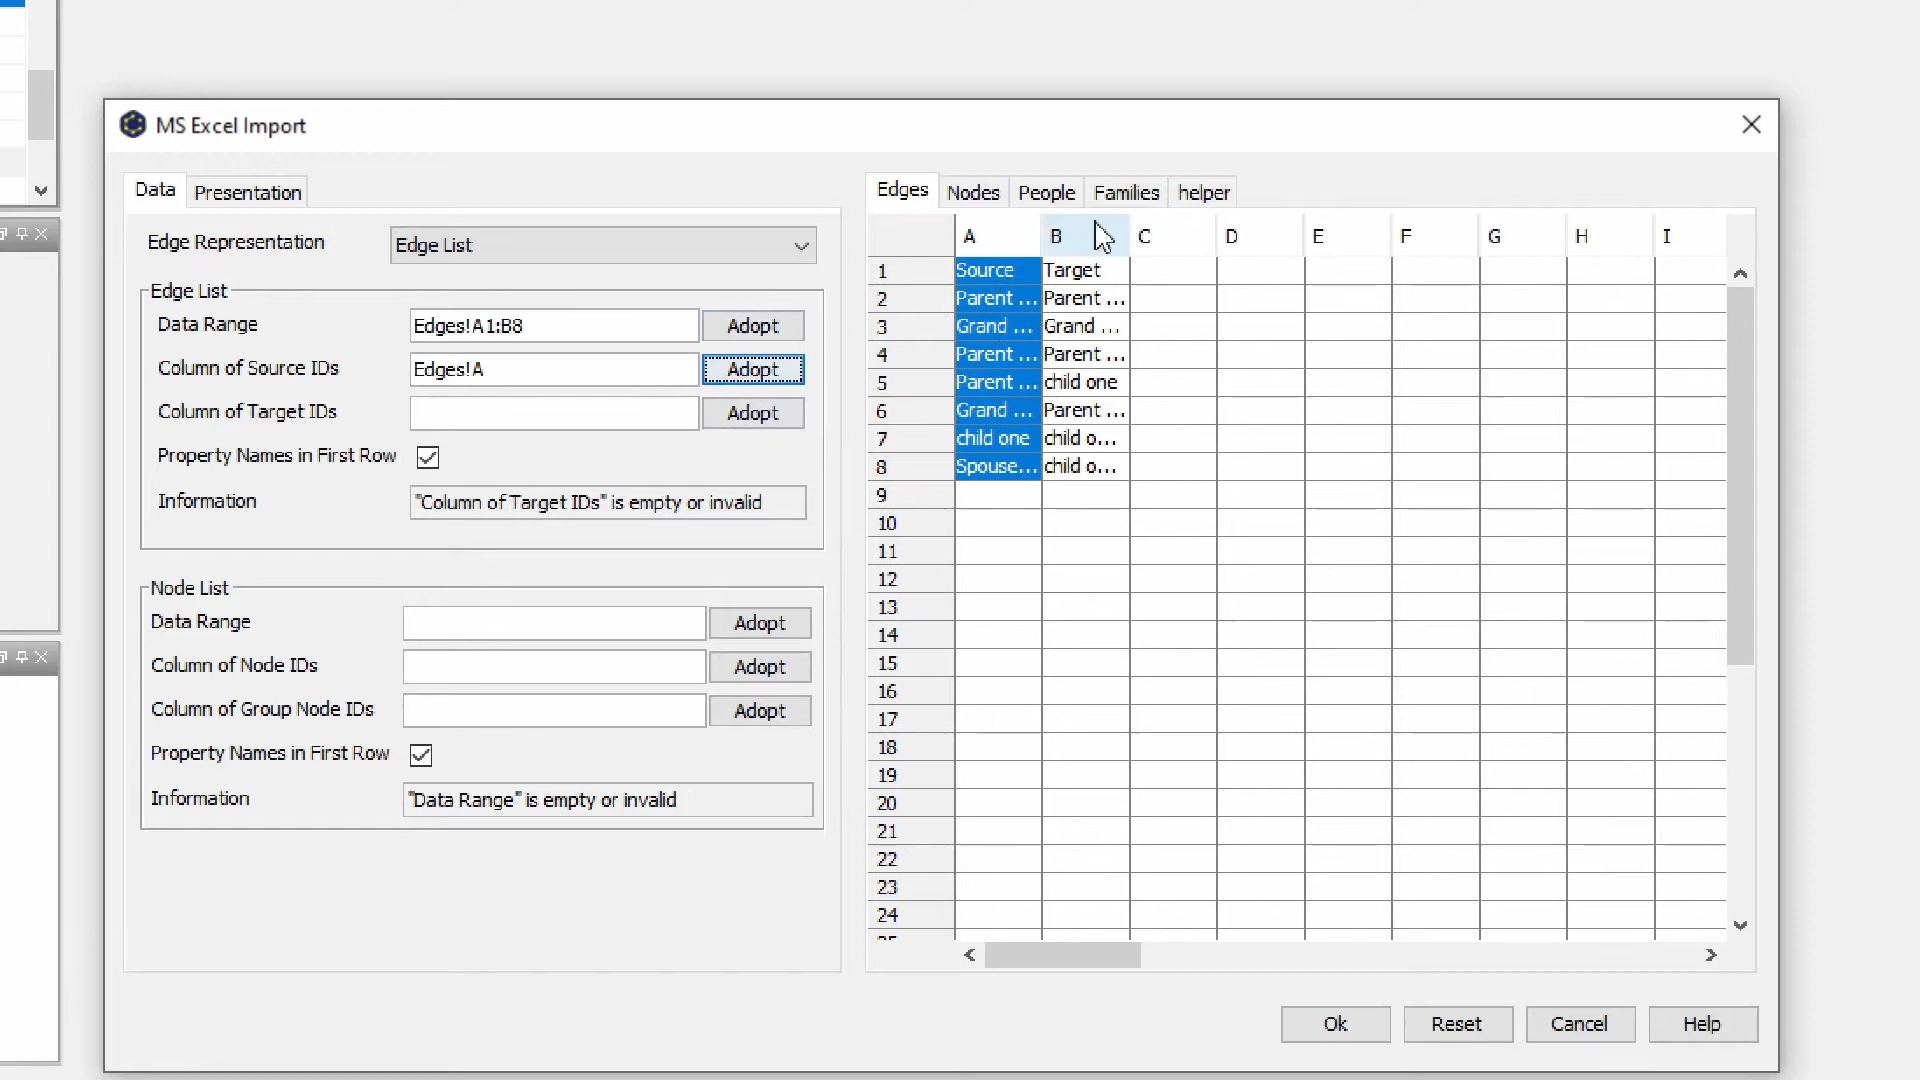 MS Excel Import
Data Presentation
Edge Representation Edge List
Edge List
Data Range Edges!A1:B8 Adopt
Column of Source IDs Edges!A Adopt
Column of Target IDs Adopt
Property Names in First Row
Information "Column of Target IDs" is empty or invalid
Node List
Data Range Adopt
Column of Node IDs Adopt
Column of Group Node IDs Adopt
Property Names in First Row
Information "Data Range" is empty or invalid
Edges Nodes People Families helper
A B C D E F G H I
1 Source Target
2 Parent ... Parent ...
3 Grand ... Grand ...
4 Parent ... Parent ...
5 Parent ... child one
6 Grand ... Parent ...
7 child one child o...
8 Spouse... child o...
9
10
11
12
13
14
15
16
17
18
19
20
21
22
23
24
Ok Reset Cancel Help